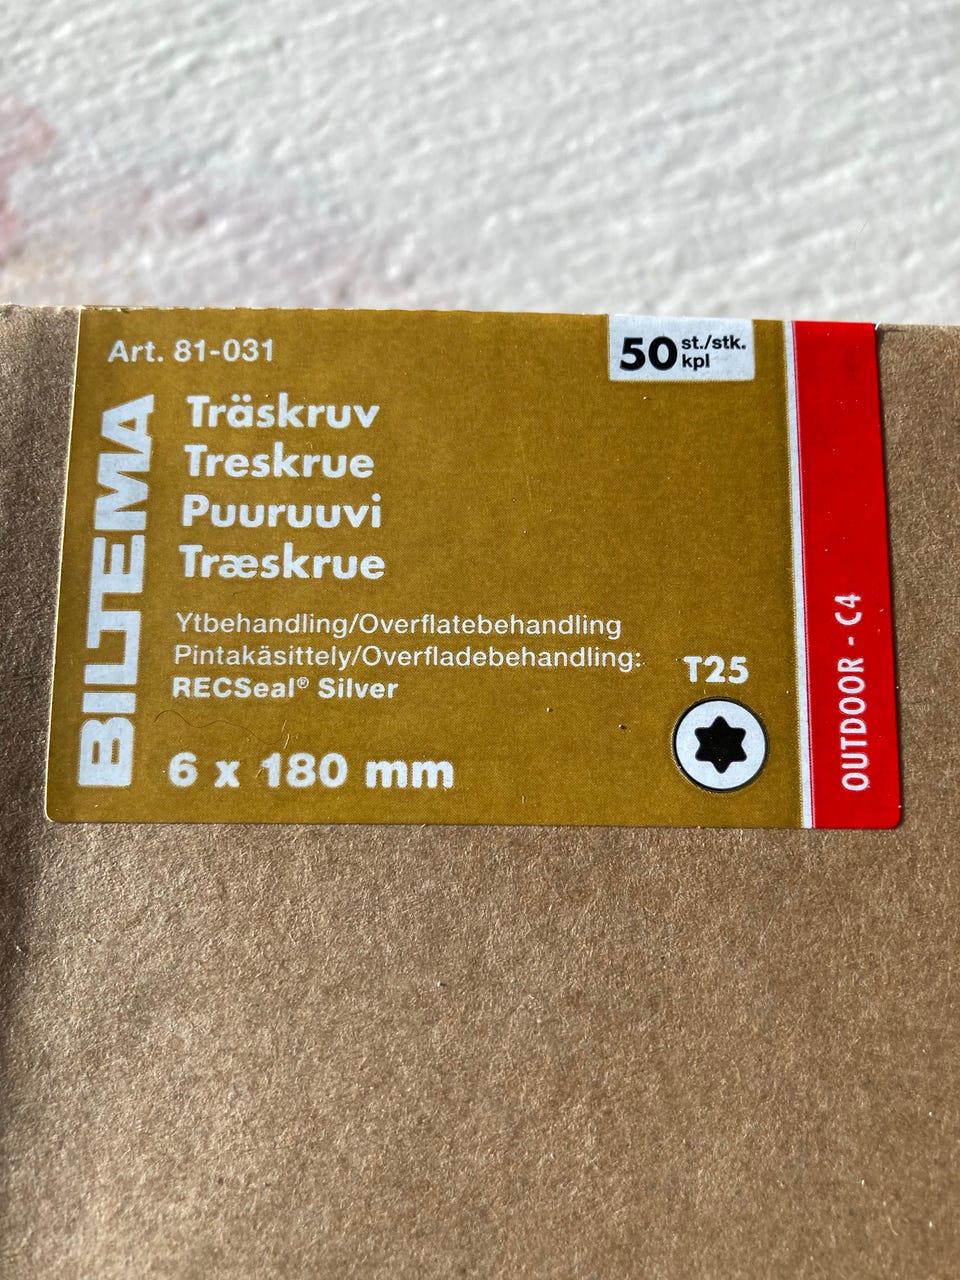 Art. 81-031
50 st./stk.
kpl
BILTEMA
Träskruv
Treskrue
Puuruuvi
Træskrue
Ytbehandling/Overflatebehandling
Pintakäsittely/Overfladebehandling:
RECSeal® Silver
T25
6 x 180 mm
OUTDOOR - C4